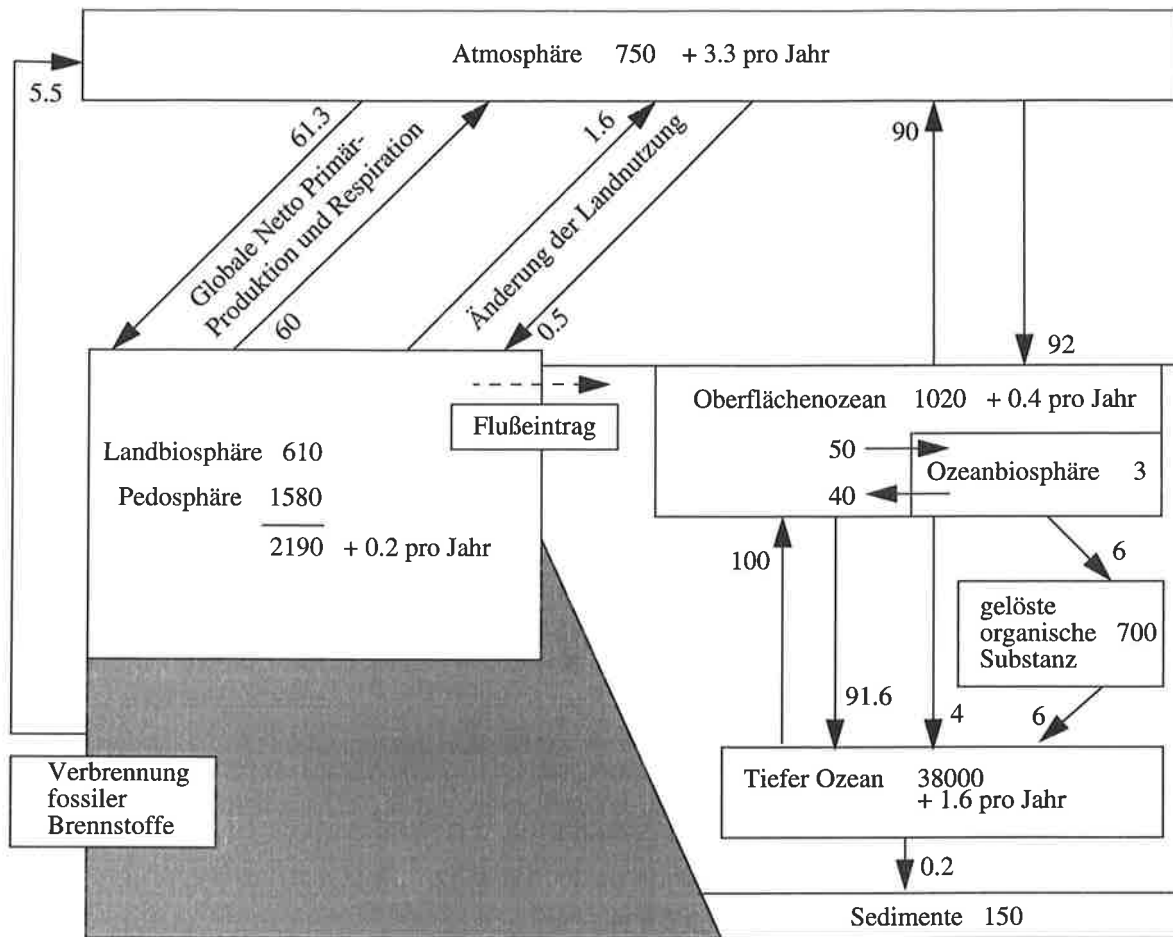 Atmosphäre 750 + 3.3 pro Jahr
5.5
61.3
Globale Netto Primär-
Produktion und Respiration
60
1.6
Änderung der Landnutzung
0.5
90
92
Landbiosphäre 610
Pedosphäre 1580
2190 + 0.2 pro Jahr
Flußeintrag
Oberflächenozean 1020 + 0.4 pro Jahr
50
40
Ozeanbiosphäre 3
100
91.6
4
6
gelöste
organische 700
Substanz
6
Verbrennung
fossiler
Brennstoffe
Tiefer Ozean 38000
+ 1.6 pro Jahr
0.2
Sedimente 150